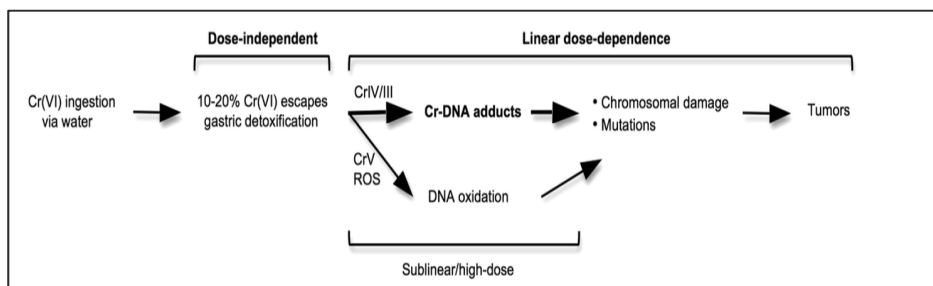 Dose-independent
Linear dose-dependence
Cr(VI) ingestion
via water
10-20% Cr(VI) escapes
gastric detoxification
CrIV/III
Cr-DNA adducts
• Chromosomal damage
• Mutations
Tumors
CrV
ROS
DNA oxidation
Sublinear/high-dose